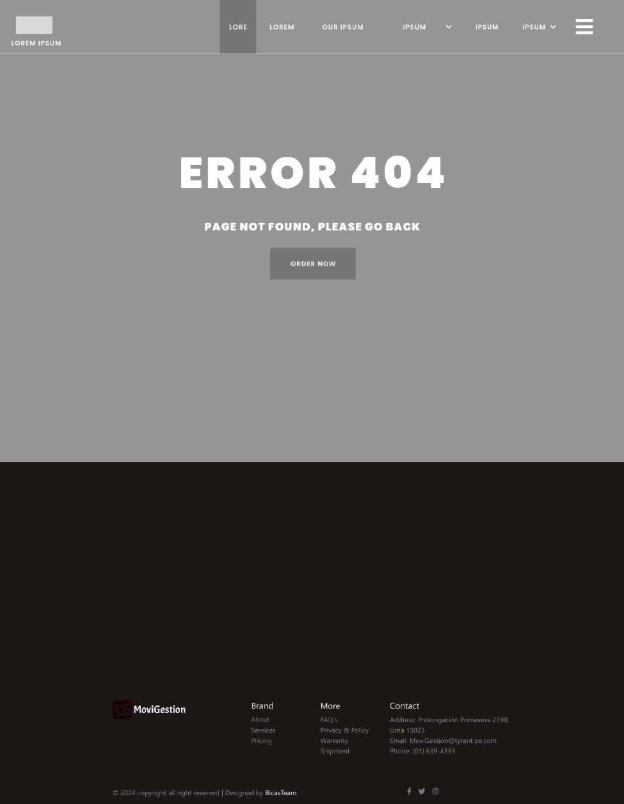 LORE LOREM OUR IPSUM IPSUM IPSUM IPSUM
LOREM IPSUM
ERROR 404
PAGE NOT FOUND, PLEASE GO BACK
ORDER NOW
MoviGestion
Brand
About
Services
Pricing
More
FAQ's
Privacy & Policy
Warranty
Shipment
Contact
Address: Prolongación Primavera 2390,
Lima 15023
Email: MoviGestion@tyrant.pe.com
Phone: (01) 639-4333
© 2024 copyright all right reserved | Designed by BicasTeam